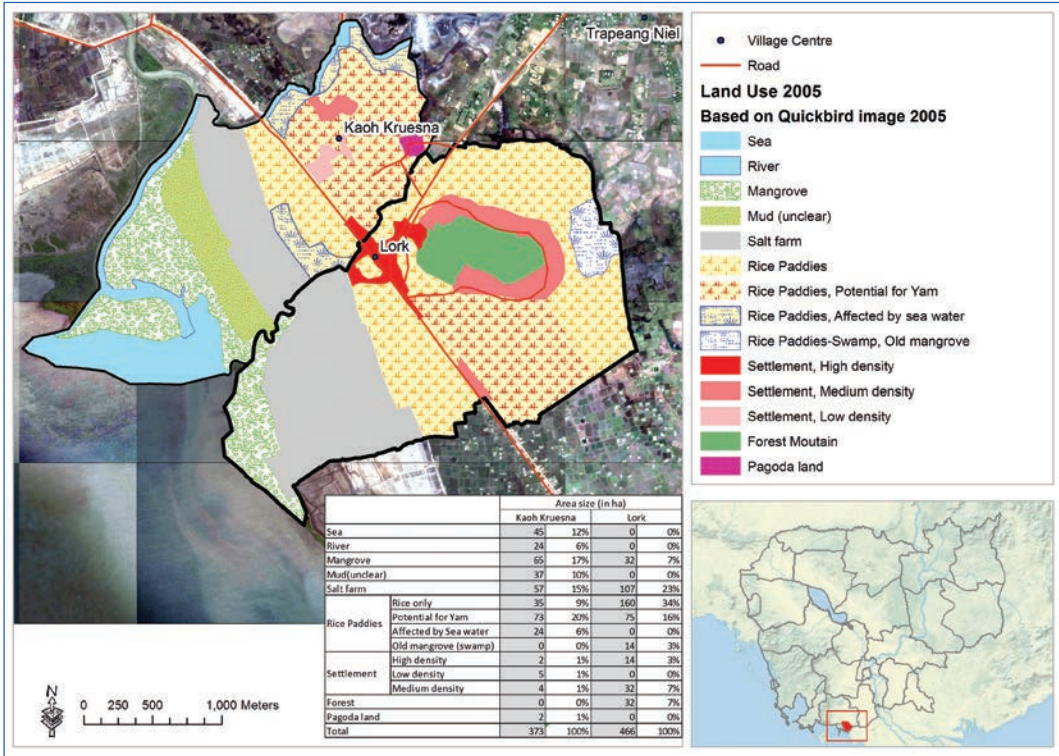 Trapeang Niel
Kaoh Kruesna
Lork
Village Centre
Road
Land Use 2005
Based on Quickbird image 2005
Sea
River
Mangrove
Mud (unclear)
Salt farm
Rice Paddies
Rice Paddies, Potential for Yam
Rice Paddies, Affected by sea water
Rice Paddies-Swamp, Old mangrove
Settlement, High density
Settlement, Medium density
Settlement, Low density
Forest Moutain
Pagoda land
Area size (in ha)
Kaoh Kruesna Lork
Sea 45 12% 0 0%
River 24 6% 0 0%
Mangrove 65 17% 32 7%
Mud(unclear) 37 10% 0 0%
Salt farm 57 15% 107 23%
Rice Paddies Rice only 35 9% 160 34%
Potential for Yam 73 20% 75 16%
Affected by Sea water 24 6% 0 0%
Old mangrove (swamp) 0 0% 14 3%
Settlement High density 2 1% 14 3%
Low density 5 1% 0 0%
Medium density 4 1% 32 7%
Forest 0 0% 32 7%
Pagoda land 2 1% 0 0%
Total 373 100% 466 100%
N
0 250 500 1,000 Meters